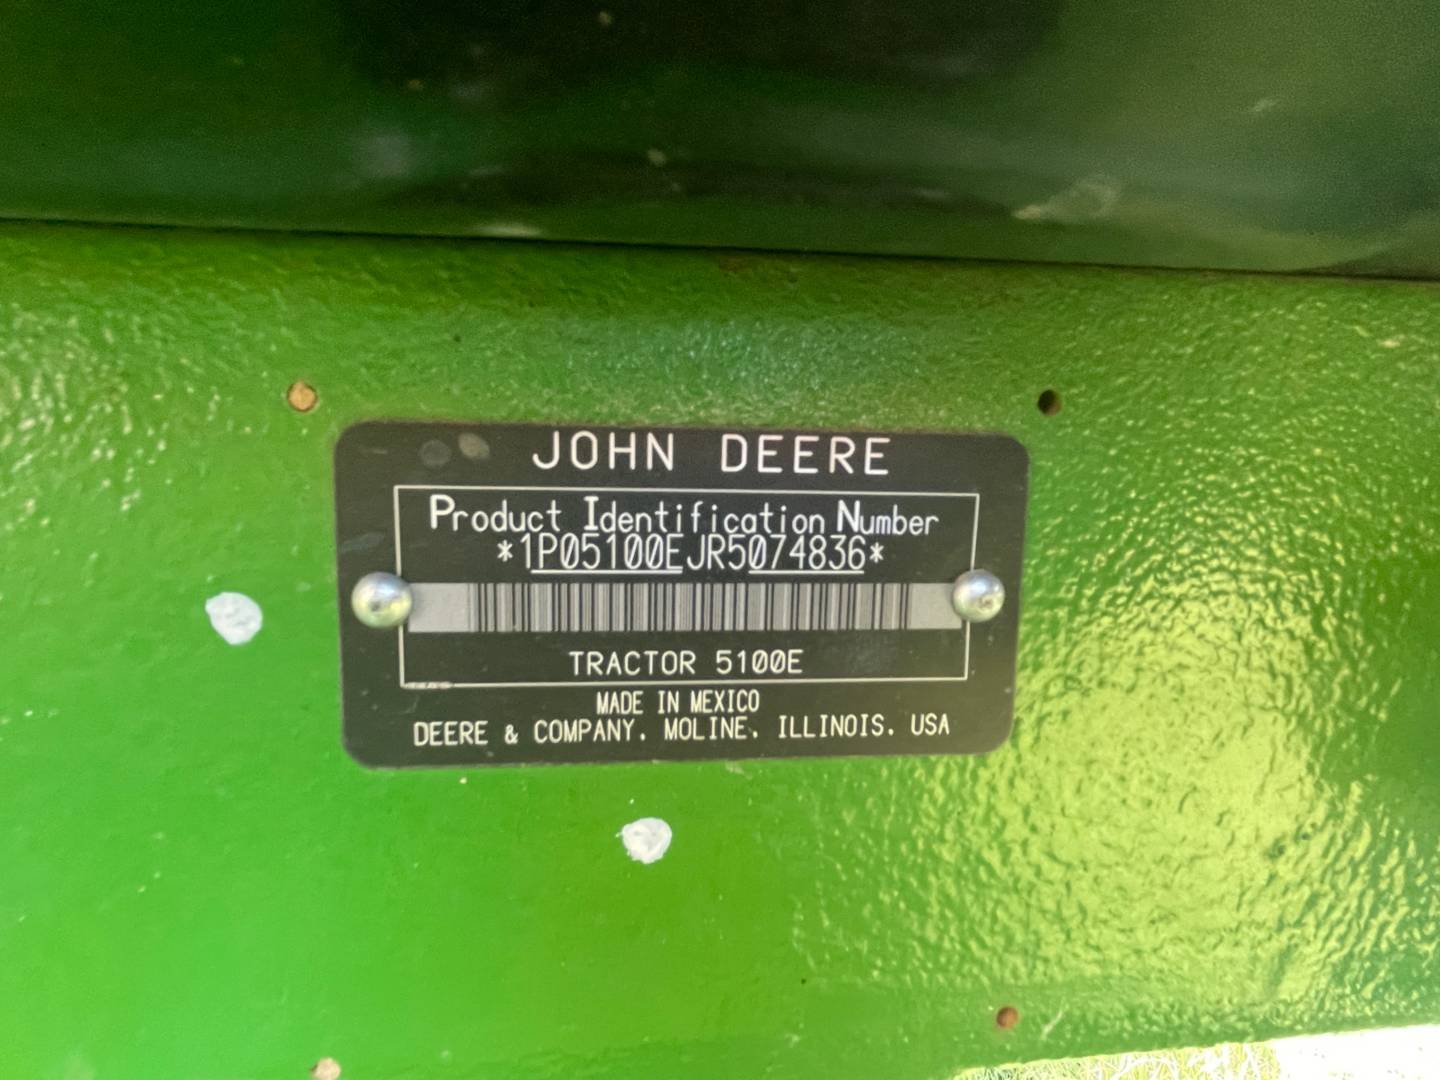 JOHN DEERE
Product Identification Number
*1P05100EJR5074836*
TRACTOR 5100E
MADE IN MEXICO
DEERE & COMPANY. MOLINE. ILLINOIS. USA